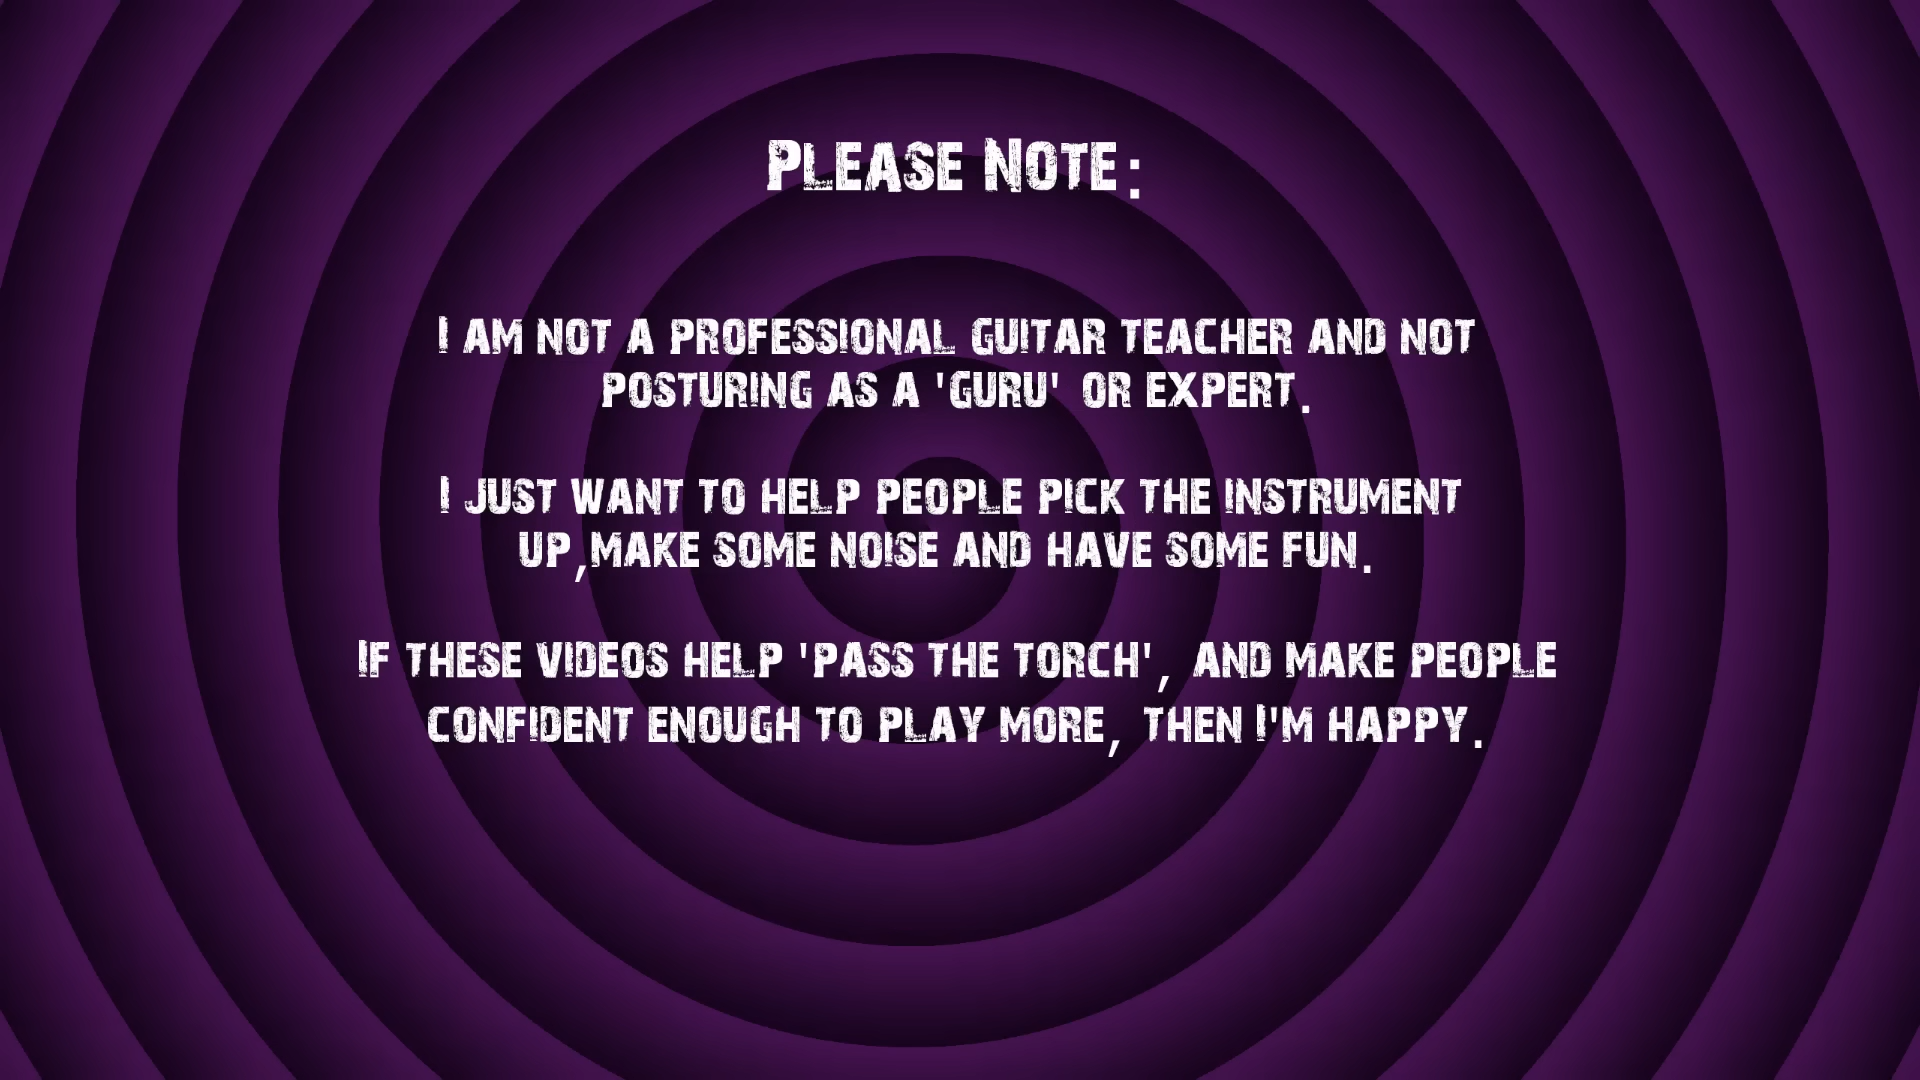 Please Note:
I am not a professional guitar teacher and not
posturing as a 'guru' or expert.
I just want to help people pick the instrument
up,make some noise and have some fun.
If these videos help 'pass the torch', and make people
confident enough to play more, then I'm happy.